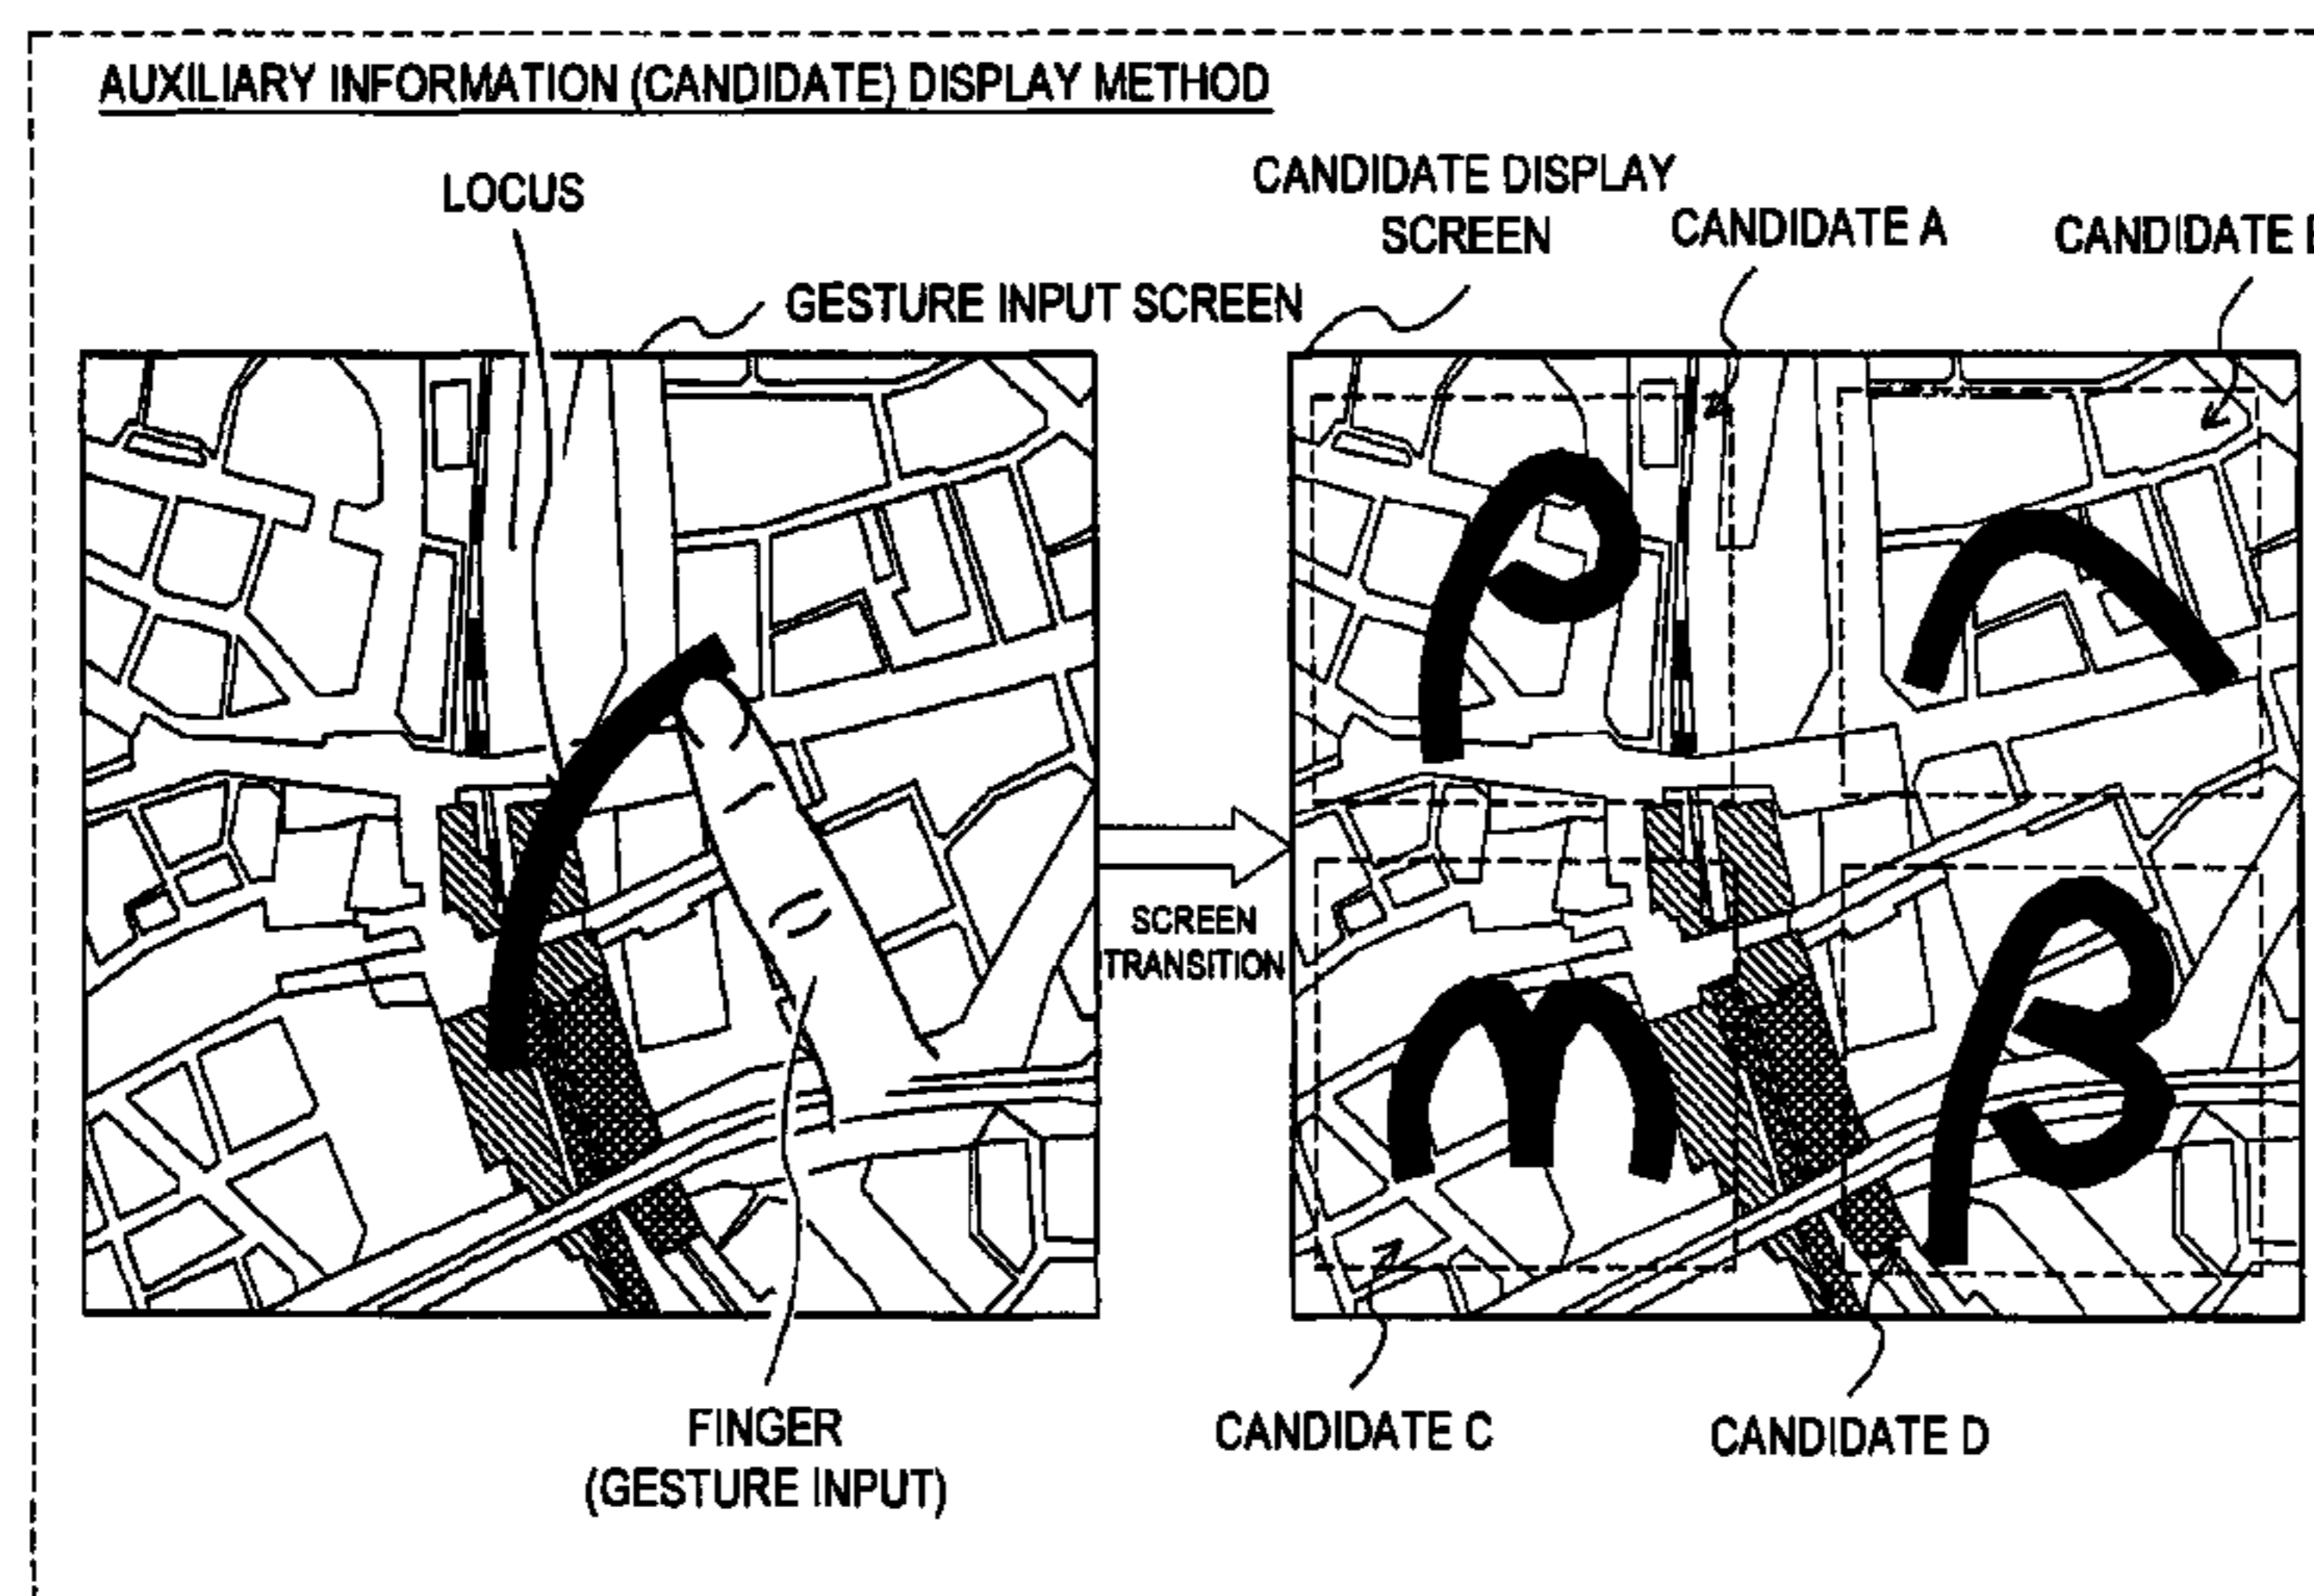 AUXILIARY INFORMATION (CANDIDATE) DISPLAY METHOD
LOCUS
GESTURE INPUT SCREEN
CANDIDATE DISPLAY
SCREEN
CANDIDATE A
CANDIDATE
SCREEN
TRANSITION
FINGER
(GESTURE INPUT)
CANDIDATE C
CANDIDATE D